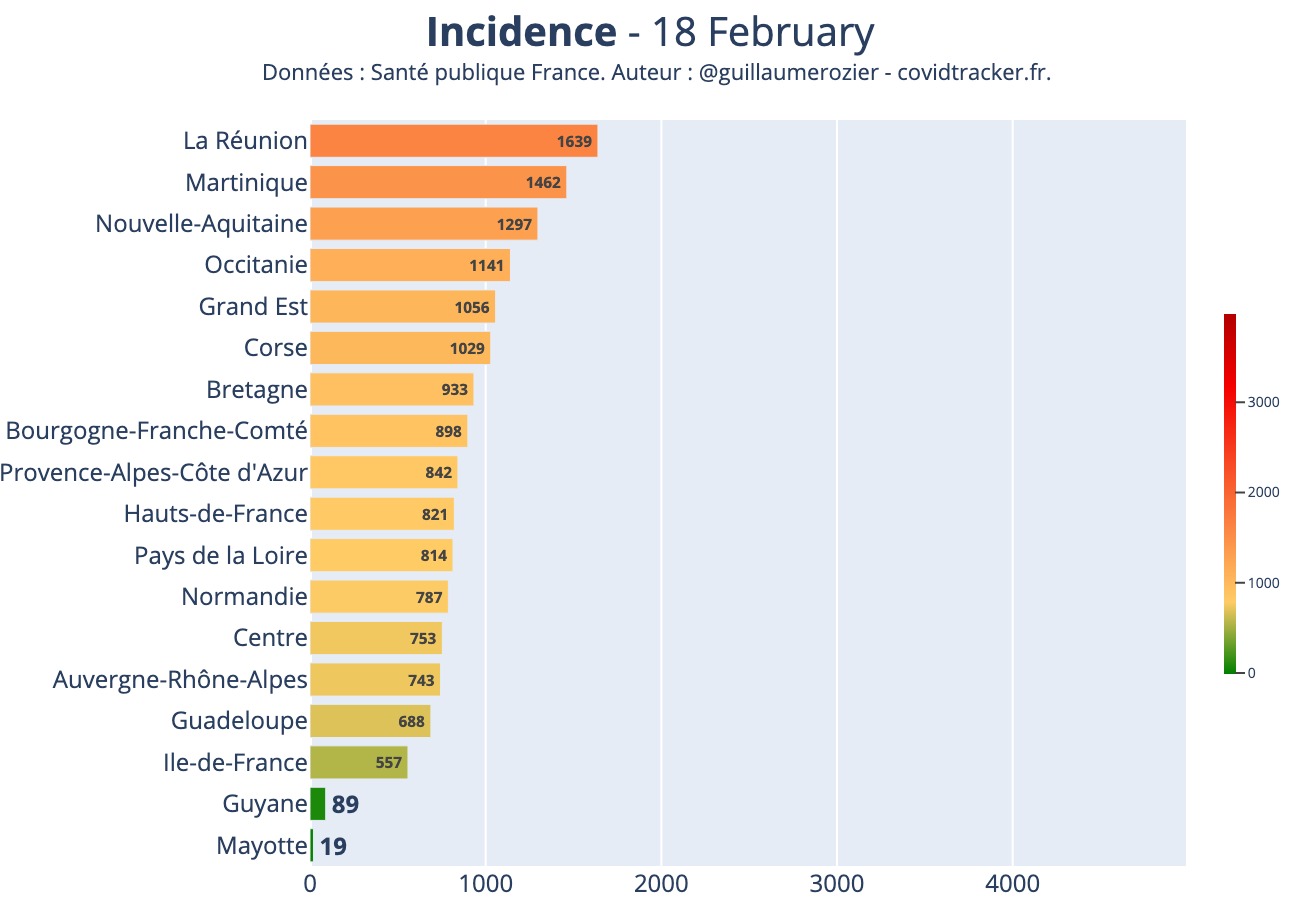 Incidence - 18 February
Données : Santé publique France. Auteur : @guillaumerozier - covidtracker.fr.
La Réunion 1639
Martinique 1462
Nouvelle-Aquitaine 1297
Occitanie 1141
Grand Est 1056
Corse 1029
Bretagne 933
Bourgogne-Franche-Comté 898
Provence-Alpes-Côte d'Azur 842
Hauts-de-France 821
Pays de la Loire 814
Normandie 787
Centre 753
Auvergne-Rhône-Alpes 743
Guadeloupe 688
Ile-de-France 557
Guyane 89
Mayotte 19
0 1000 2000 3000 4000
3000
2000
1000
0